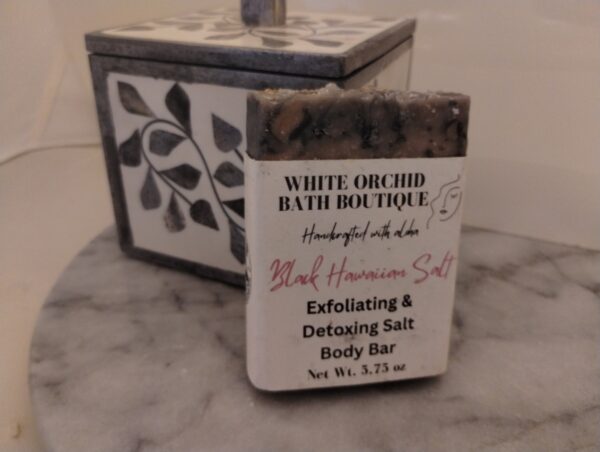 WHITE ORCHID
BATH BOUTIQUE
Handcrafted with aloha
Black Hawaiian Salt
Exfoliating &
Detoxing Salt
Body Bar
Net Wt. 5.75 oz